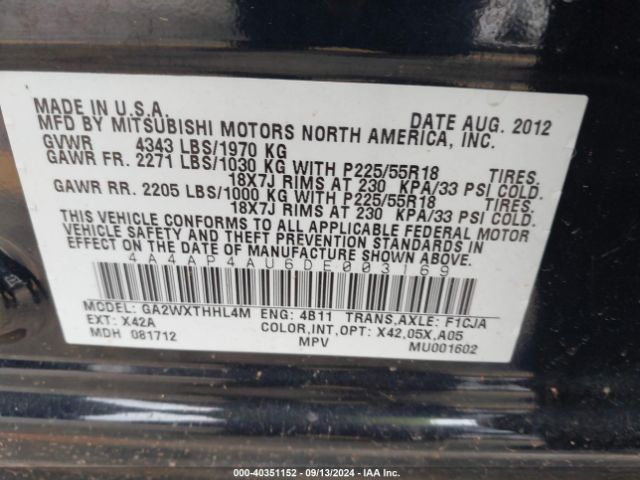 MADE IN U.S.A. DATE AUG. 2012
MFD BY MITSUBISHI MOTORS NORTH AMERICA, INC.
GVWR 4343 LBS/1970 KG
GAWR FR. 2271 LBS/1030 KG WITH P225/55R18 TIRES.
18X7J RIMS AT 230 KPA/33 PSI COLD.
GAWR RR. 2205 LBS/1000 KG WITH P225/55R18 TIRES.
18X7J RIMS AT 230 KPA/33 PSI COLD.
THIS VEHICLE CONFORMS TO ALL APPLICABLE FEDERAL MOTOR
VEHICLE SAFETY AND THEFT PREVENTION STANDARDS IN
EFFECT ON THE DATE OF MANUFACTURE SHOWN ABOVE.
4A4AP4AU6DE003169
MODEL: GA2WXTHHL4M ENG: 4B11 TRANS,AXLE: F1CJA
EXT: X42A COLOR,INT,OPT: X42,05X,A05
MDH 081712 MPV MU001602
000-40351152 - 09/13/2024 - IAA Inc.